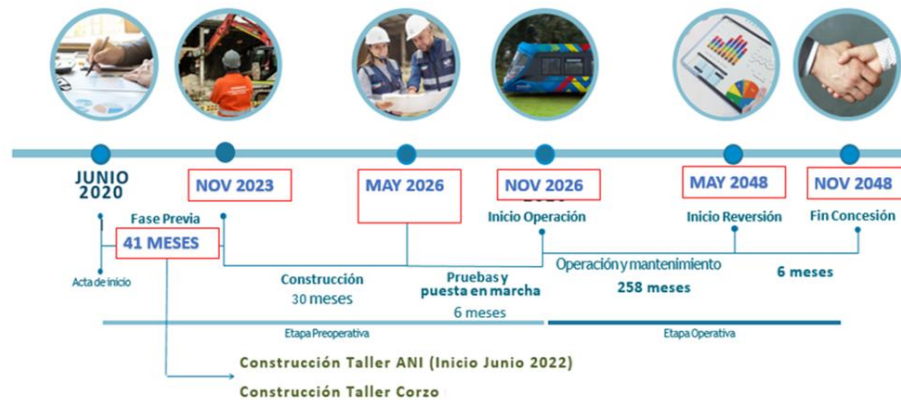 JUNIO
2020
NOV 2023
MAY 2026
NOV 2026
MAY 2048
NOV 2048
Fase Previa
41 MESES
Inicio Operación
Inicio Reversión
Fin Concesión
Acta de inicio
Construcción
30 meses
Pruebas y
puesta en marcha
6 meses
Operación y mantenimiento
258 meses
6 meses
Etapa Preoperativa
Etapa Operativa
Construcción Taller ANI (Inicio Junio 2022)
Construcción Taller Corzo